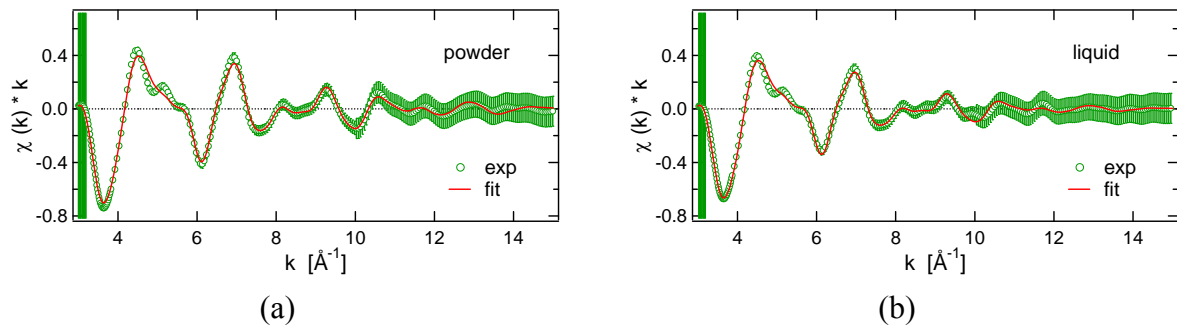 powder
0.4
0.0
-0.4
-0.8
χ (k) * k
exp
fit
4 6 8 10 12 14
k [Å⁻¹]
(a)
liquid
0.4
0.0
-0.4
-0.8
χ (k) * k
exp
fit
4 6 8 10 12 14
k [Å⁻¹]
(b)